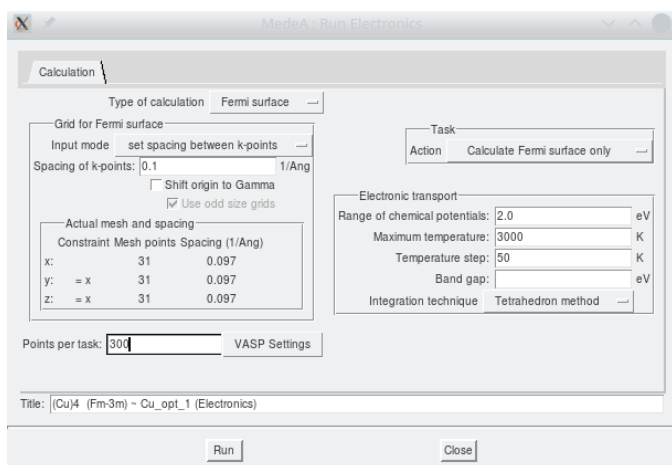 MedeA: Run Electronics
Calculation
Type of calculation Fermi surface
Grid for Fermi surface
Input mode set spacing between k-points
Spacing of k-points: 0.1 1/Ang
Shift origin to Gamma
Use odd size grids
Actual mesh and spacing
Constraint Mesh points Spacing (1/Ang)
x: 31 0.097
y: = x 31 0.097
z: = x 31 0.097
Points per task: 300 VASP Settings
Task
Action Calculate Fermi surface only
Electronic transport
Range of chemical potentials: 2.0 eV
Maximum temperature: 3000 K
Temperature step: 50 K
Band gap: eV
Integration technique Tetrahedron method
Title: (Cu)4 (Fm-3m) ~ Cu_opt_1 (Electronics)
Run Close